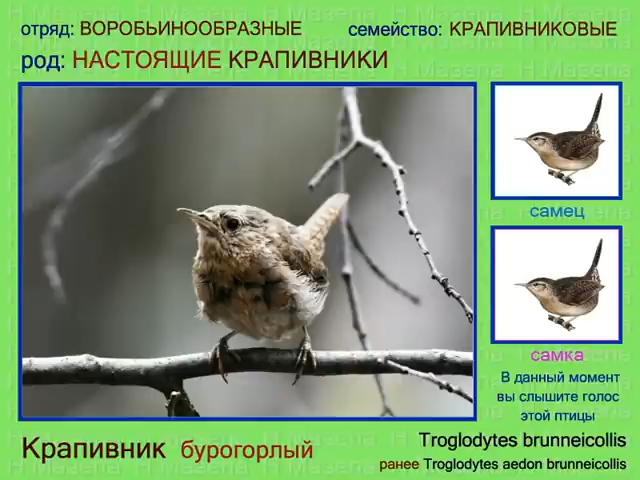 отряд: ВОРОБЬИНООБРАЗНЫЕ семейство: КРАПИВНИКОВЫЕ
род: НАСТОЯЩИЕ КРАПИВНИКИ
самец
самка
В данный момент
вы слышите голос
этой птицы
Крапивник бурогорлый
Troglodytes brunneicollis
ранее Troglodytes aedon brunneicollis